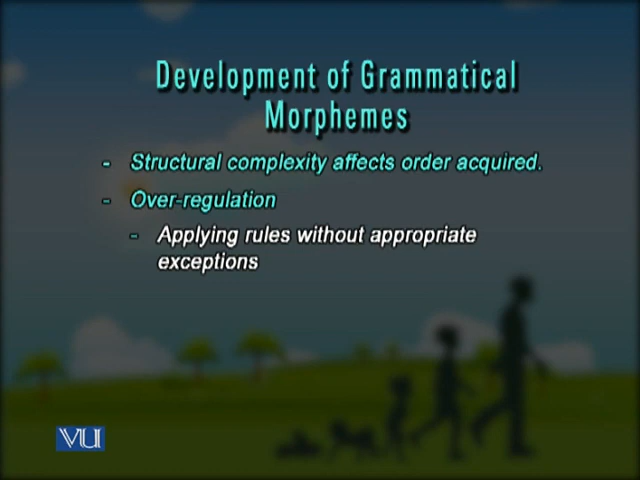 Development of Grammatical
Morphemes
- Structural complexity affects order acquired.
- Over-regulation
- Applying rules without appropriate
exceptions
VU